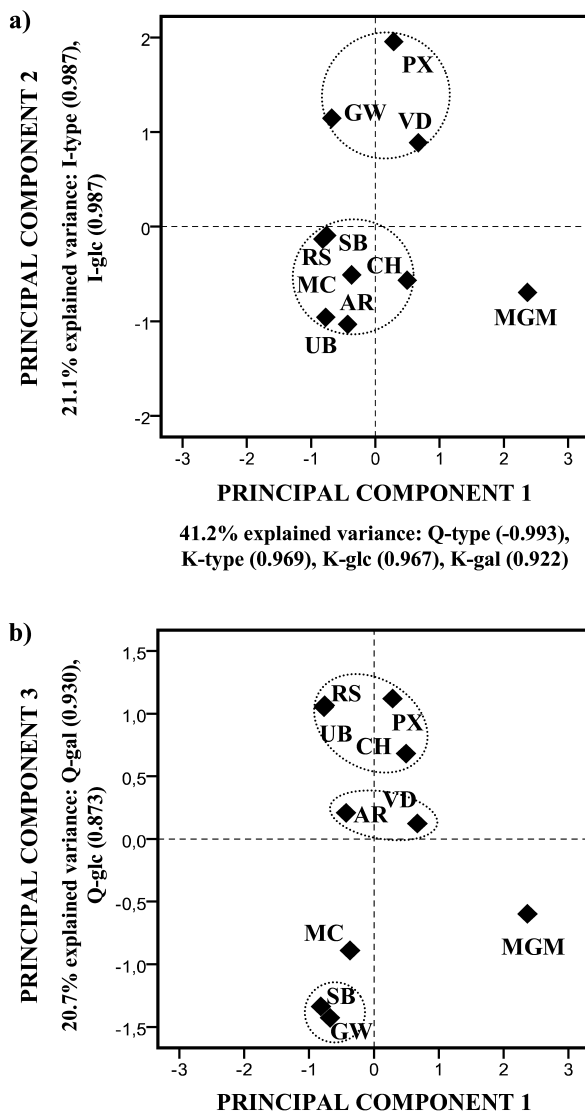 a)
PRINCIPAL COMPONENT 2
21.1% explained variance: I-type (0.987),
I-glc (0.987)
2
1
0
-1
-2
PX
GW
VD
SB
RS
CH
MC
AR
UB
MGM
-3
-2
-1
0
1
2
3
PRINCIPAL COMPONENT 1
41.2% explained variance: Q-type (-0.993),
K-type (0.969), K-glc (0.967), K-gal (0.922)
b)
PRINCIPAL COMPONENT 3
20.7% explained variance: Q-gal (0.930),
Q-glc (0.873)
1,5
1,0
0,5
0,0
-0,5
-1,0
-1,5
RS
PX
UB
CH
VD
AR
MC
MGM
SB
GW
-3
-2
-1
0
1
2
3
PRINCIPAL COMPONENT 1